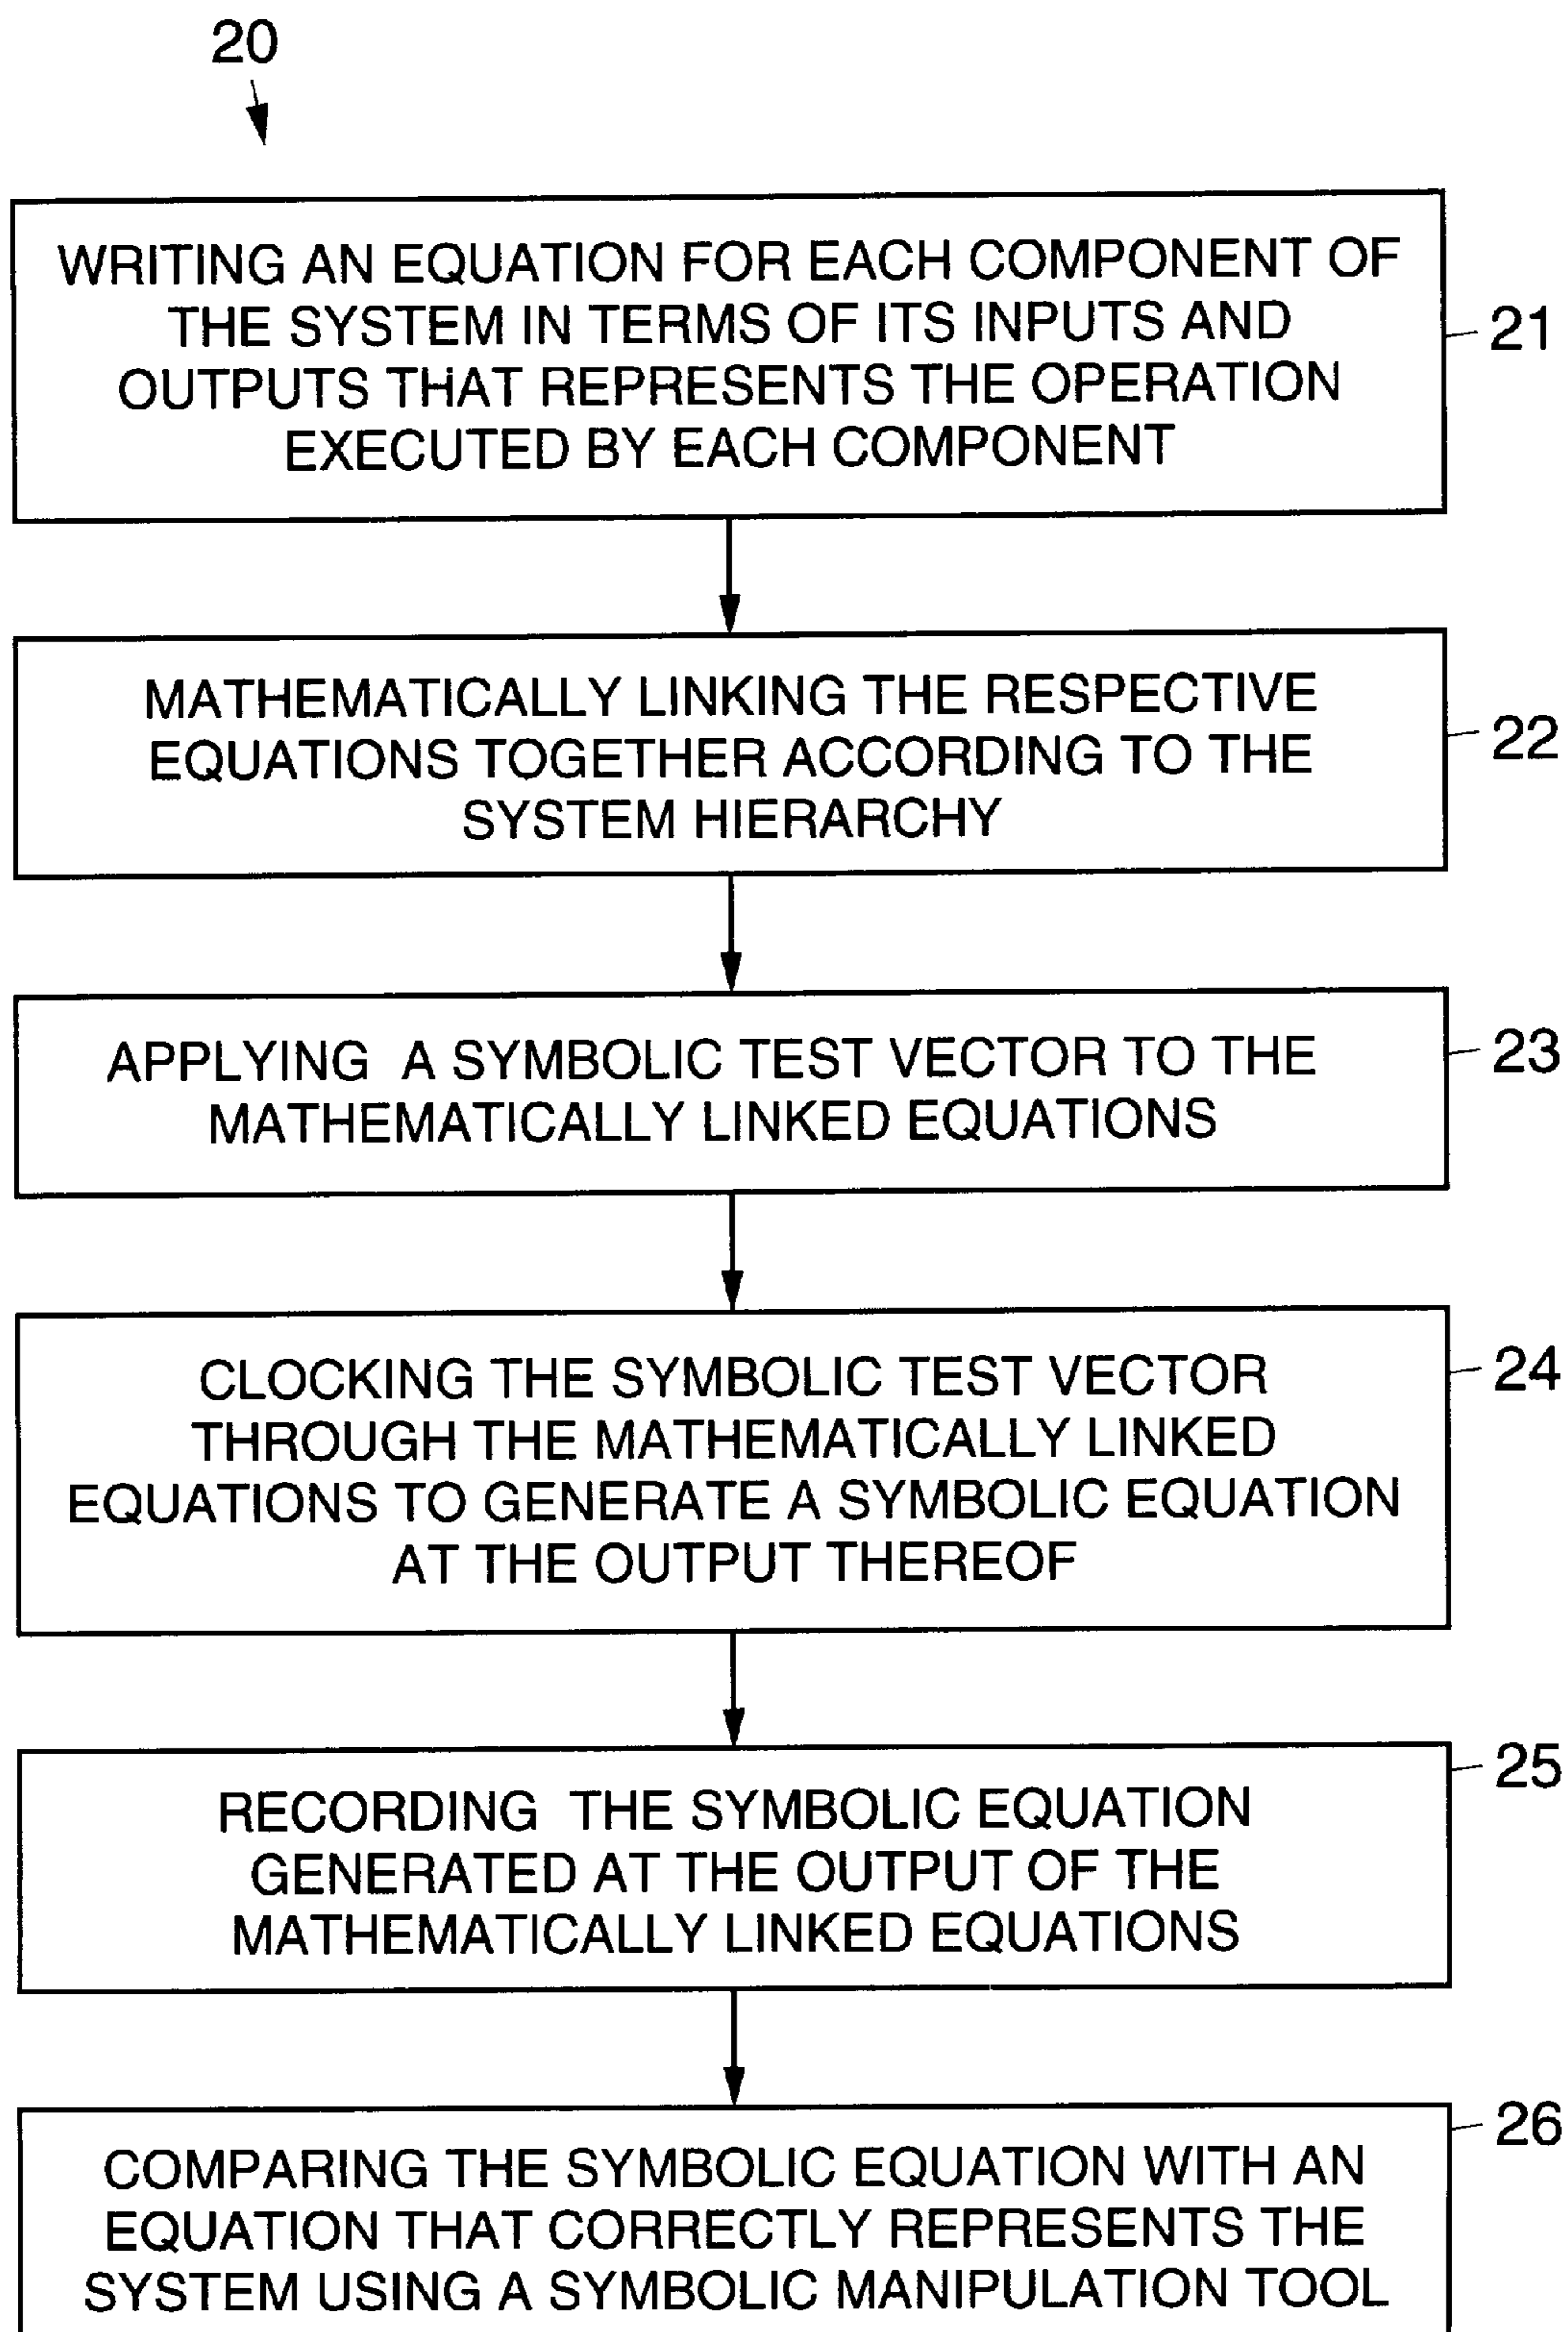 20
WRITING AN EQUATION FOR EACH COMPONENT OF
THE SYSTEM IN TERMS OF ITS INPUTS AND
OUTPUTS THAT REPRESENTS THE OPERATION
EXECUTED BY EACH COMPONENT
21
MATHEMATICALLY LINKING THE RESPECTIVE
EQUATIONS TOGETHER ACCORDING TO THE
SYSTEM HIERARCHY
22
APPLYING A SYMBOLIC TEST VECTOR TO THE
MATHEMATICALLY LINKED EQUATIONS
23
CLOCKING THE SYMBOLIC TEST VECTOR
THROUGH THE MATHEMATICALLY LINKED
EQUATIONS TO GENERATE A SYMBOLIC EQUATION
AT THE OUTPUT THEREOF
24
RECORDING THE SYMBOLIC EQUATION
GENERATED AT THE OUTPUT OF THE
MATHEMATICALLY LINKED EQUATIONS
25
COMPARING THE SYMBOLIC EQUATION WITH AN
EQUATION THAT CORRECTLY REPRESENTS THE
SYSTEM USING A SYMBOLIC MANIPULATION TOOL
26